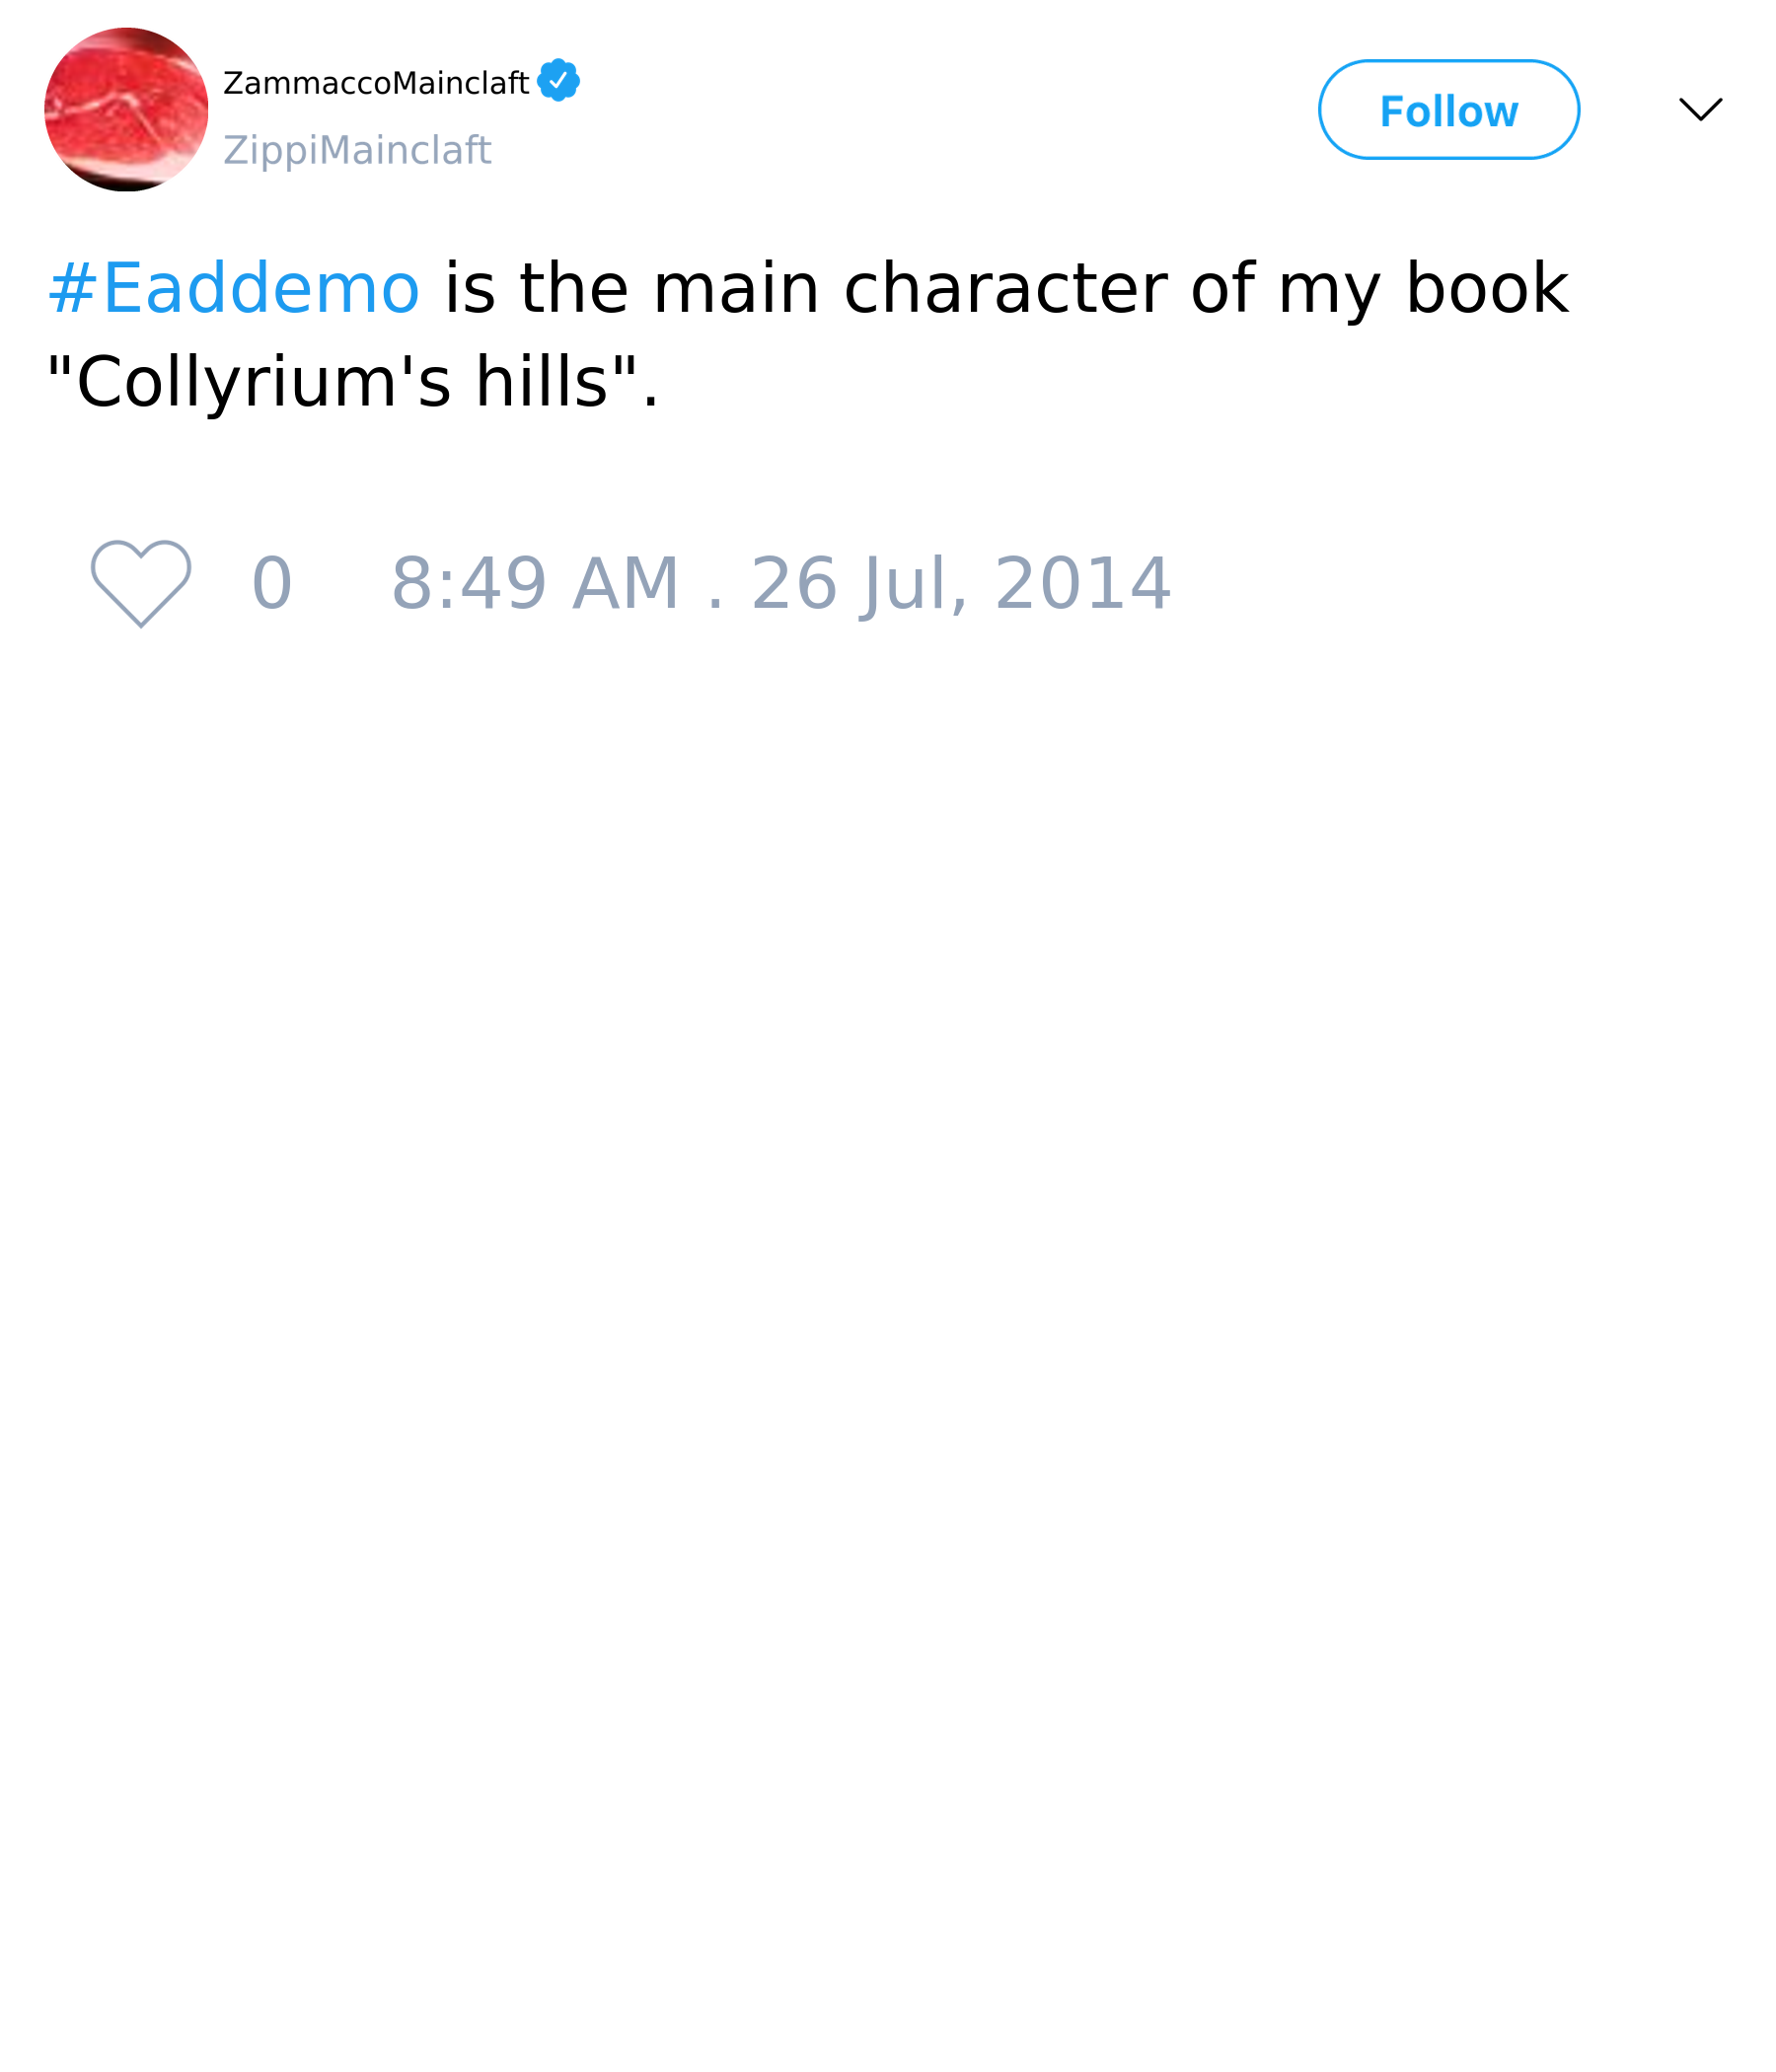 ZammaccoMainclaft
ZippiMainclaft
Follow
#Eaddemo is the main character of my book
"Collyrium's hills".
0 8:49 AM . 26 Jul, 2014